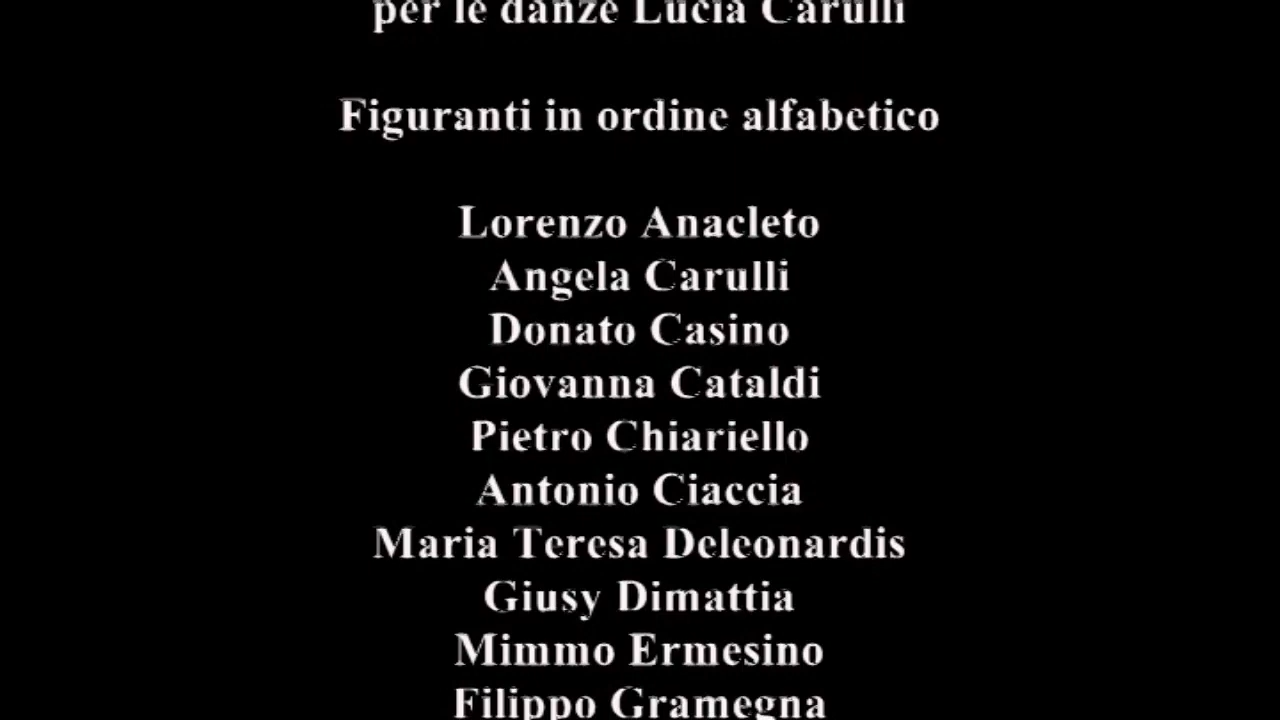 per le danze Lucia Carulli
Figuranti in ordine alfabetico
Lorenzo Anacleto
Angela Carulli
Donato Casino
Giovanna Cataldi
Pietro Chiariello
Antonio Ciaccia
Maria Teresa Deleonardis
Giusy Dimattia
Mimmo Ermesino
Filippo Gramegna